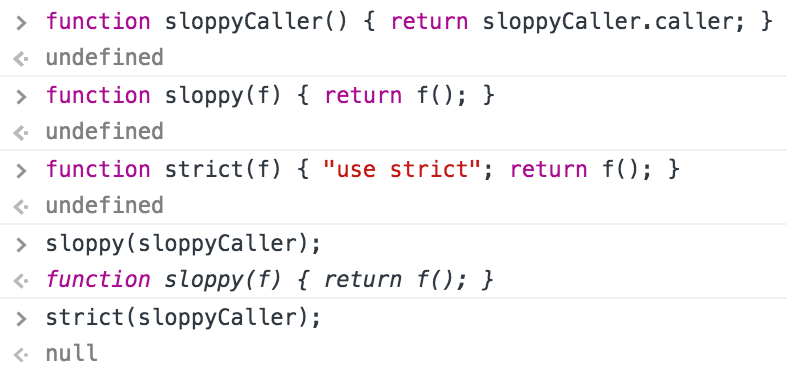 > function sloppyCaller() { return sloppyCaller.caller; }
< undefined
> function sloppy(f) { return f(); }
< undefined
> function strict(f) { "use strict"; return f(); }
< undefined
> sloppy(sloppyCaller);
< function sloppy(f) { return f(); }
> strict(sloppyCaller);
< null